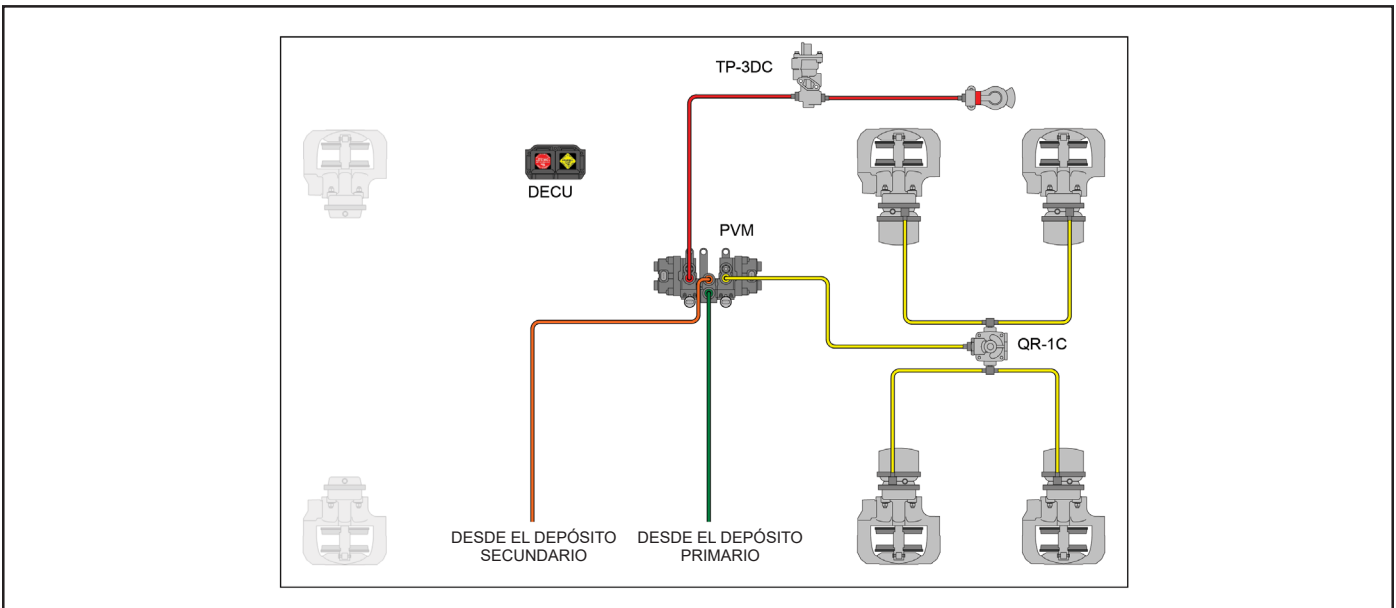 TP-3DC
DECU
PVM
QR-1C
DESDE EL DEPÓSITO
SECUNDARIO
DESDE EL DEPÓSITO
PRIMARIO